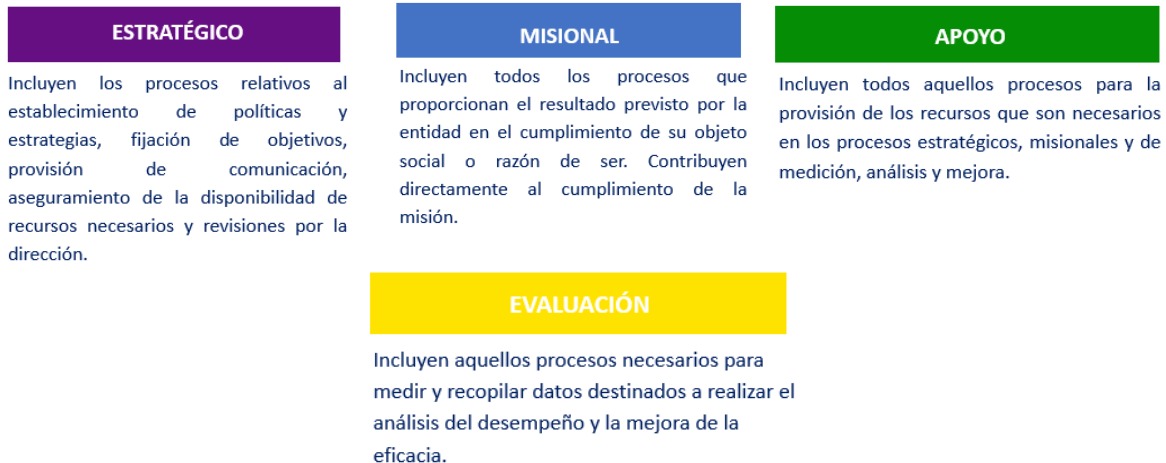 ESTRATÉGICO
Incluyen los procesos relativos al
establecimiento de políticas y
estrategias, fijación de objetivos,
provisión de comunicación,
aseguramiento de la disponibilidad de
recursos necesarios y revisiones por la
dirección.
MISIONAL
Incluyen todos los procesos que
proporcionan el resultado previsto por la
entidad en el cumplimiento de su objeto
social o razón de ser. Contribuyen
directamente al cumplimiento de la
misión.
APOYO
Incluyen todos aquellos procesos para la
provisión de los recursos que son necesarios
en los procesos estratégicos, misionales y de
medición, análisis y mejora.
EVALUACIÓN
Incluyen aquellos procesos necesarios para
medir y recopilar datos destinados a realizar el
análisis del desempeño y la mejora de la
eficacia.